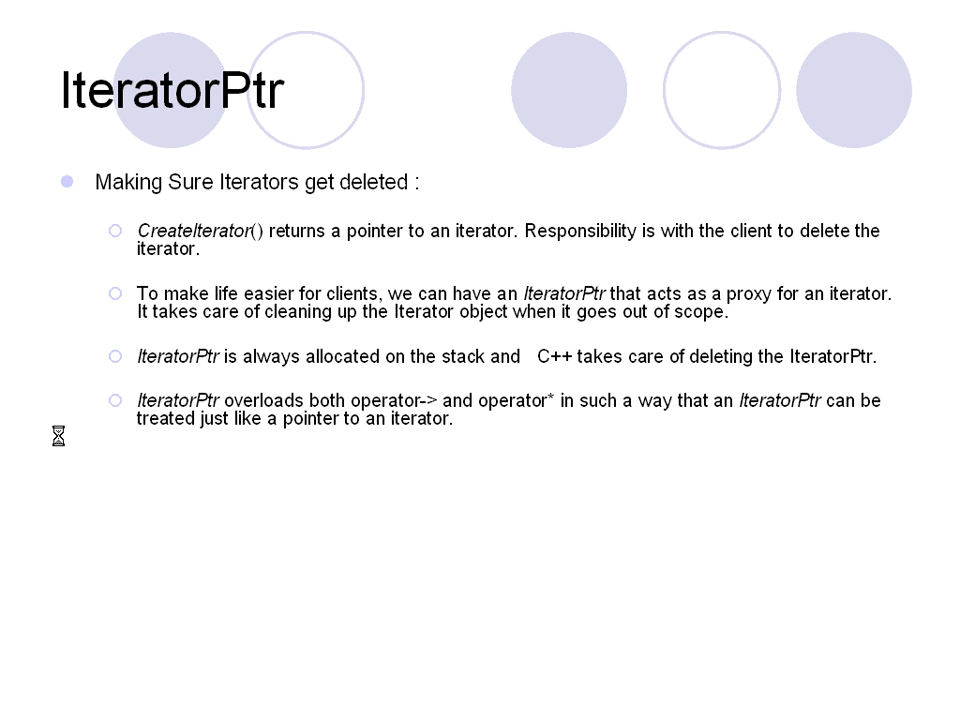 IteratorPtr
Making Sure Iterators get deleted :
CreateIterator() returns a pointer to an iterator. Responsibility is with the client to delete the
iterator.
To make life easier for clients, we can have an IteratorPtr that acts as a proxy for an iterator.
It takes care of cleaning up the Iterator object when it goes out of scope.
IteratorPtr is always allocated on the stack and   C++ takes care of deleting the IteratorPtr.
IteratorPtr overloads both operator-> and operator* in such a way that an IteratorPtr can be
treated just like a pointer to an iterator.